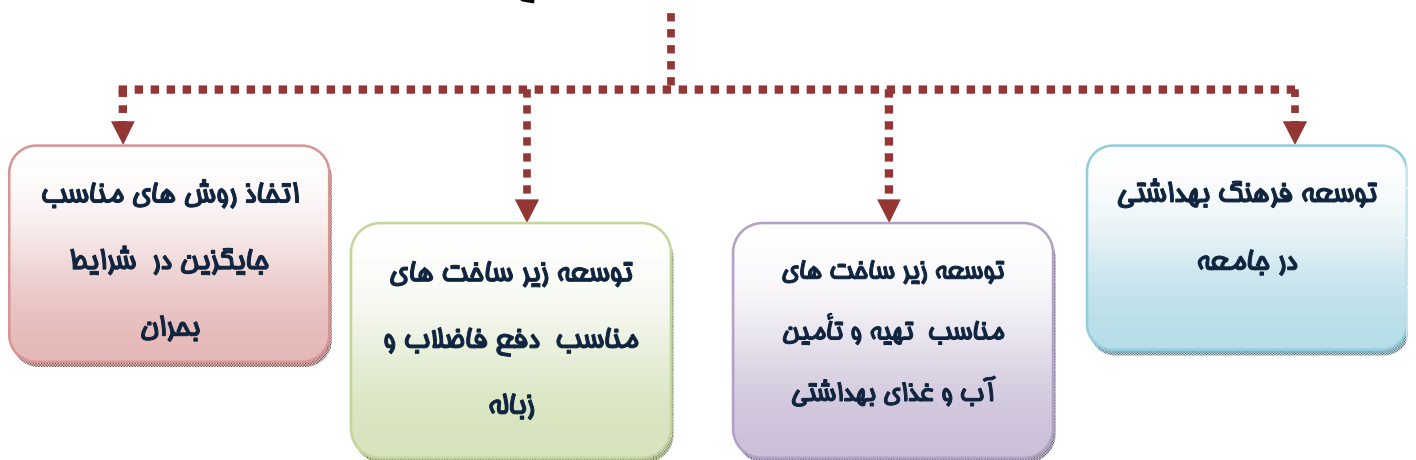 توسعه فرهنگ بهداشتی
در جامعه
توسعه زیر ساخت های
مناسب تهیه و تأمین
آب و غذای بهداشتی
توسعه زیر ساخت های
مناسب دفع فاضلاب و
زباله
اتخاذ روش های مناسب
جایگزین در شرایط
بحران